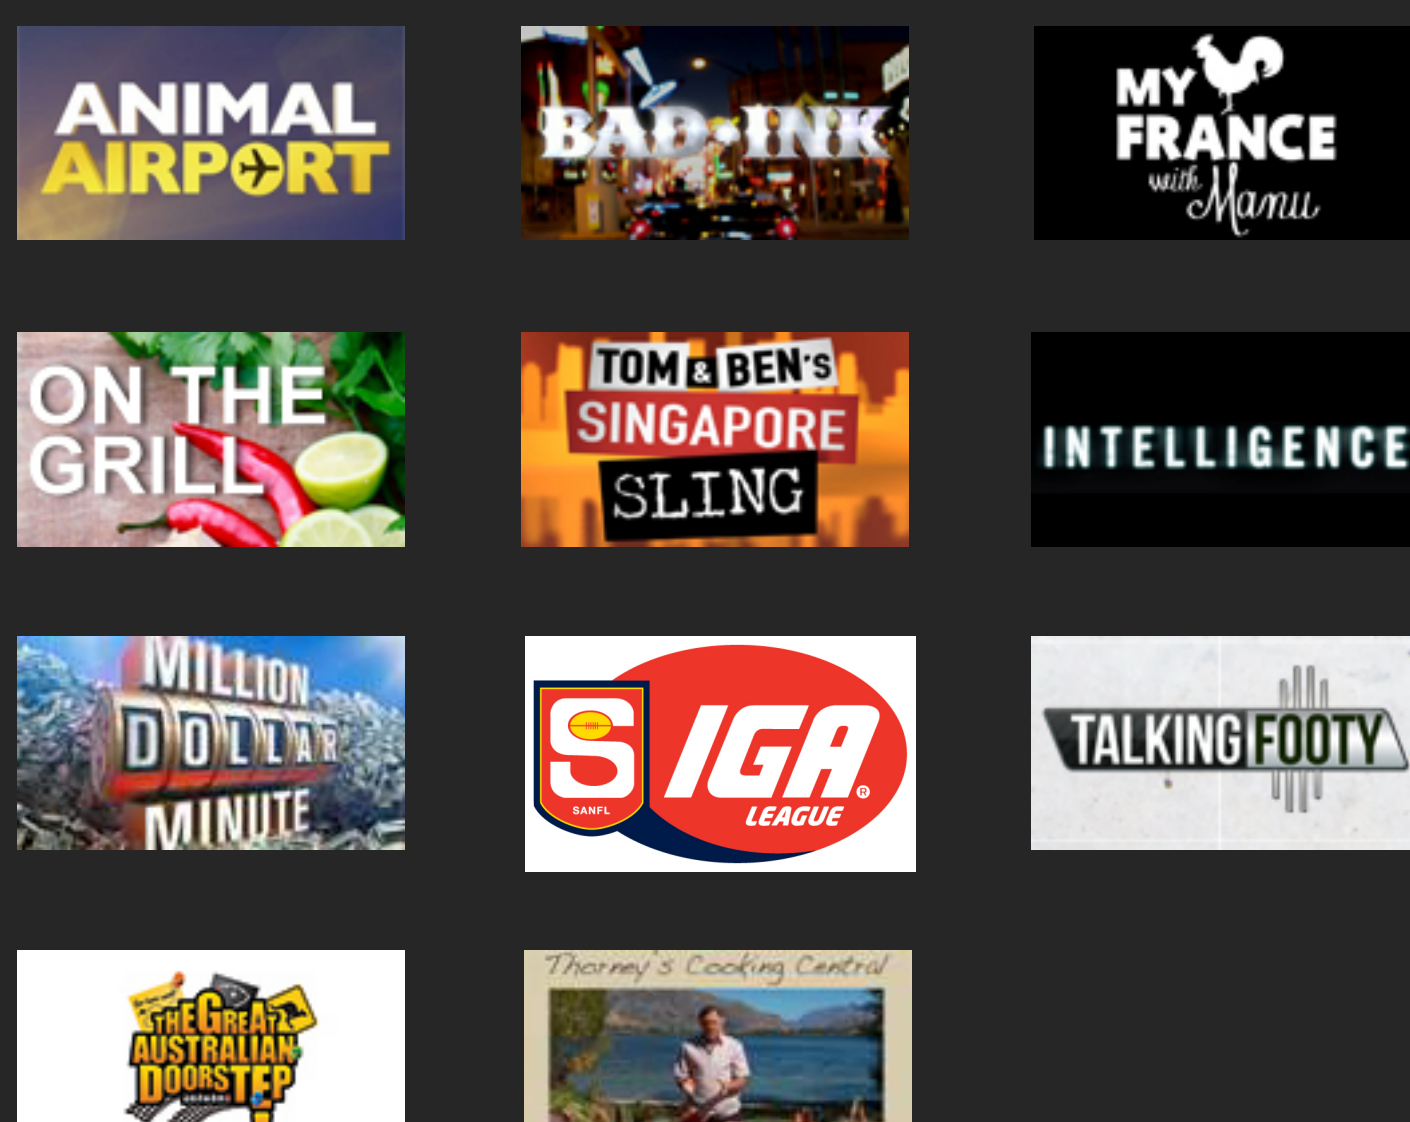 ANIMAL
AIRPORT
BAD INK
MY
FRANCE
with Manu
ON THE
GRILL
TOM & BEN's
SINGAPORE
SLING
INTELLIGENCE
MILLION
DOLLAR
MINUTE
S
SANFL
IGA®
LEAGUE
TALKING FOOTY
THE GREAT
AUSTRALIAN
DOORSTEP
Thorney's Cooking Central